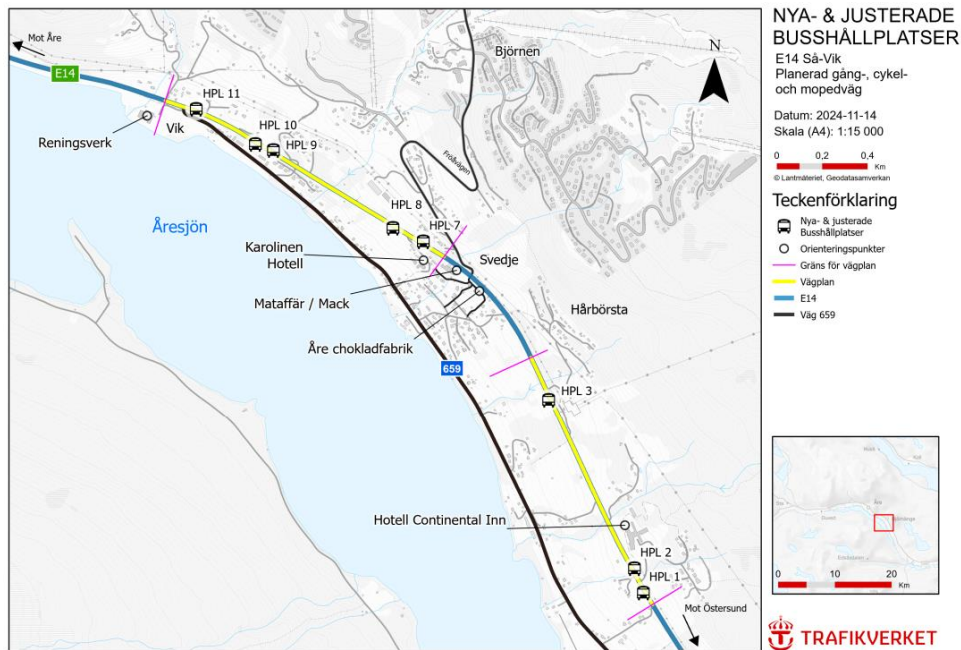 NYA- & JUSTERADE
BUSSHÅLLPLATSER
E14 Så-Vik
Planerad gång-, cykel-
och mopedväg
Datum: 2024-11-14
Skala (A4): 1:15 000
0 0,2 0,4
Km
© Lantmäteriet, Geodatasamverkan
Teckenförklaring
Nya- & justerade
Busshållplatser
Orienteringspunkter
Gräns för vägplan
Vägplan
E14
Väg 659
Mot Åre
E14
HPL 11
Reningsverk
Vik
HPL 10
HPL 9
Björnen
N
Fröåvägen
Åresjön
HPL 8
HPL 7
Karolinen
Hotell
Svedje
Mataffär / Mack
Hårbörsta
Åre chokladfabrik
659
HPL 3
Hotell Continental Inn
HPL 2
HPL 1
Mot Östersund
Åre
Duved
0 10 20
Km
TRAFIKVERKET